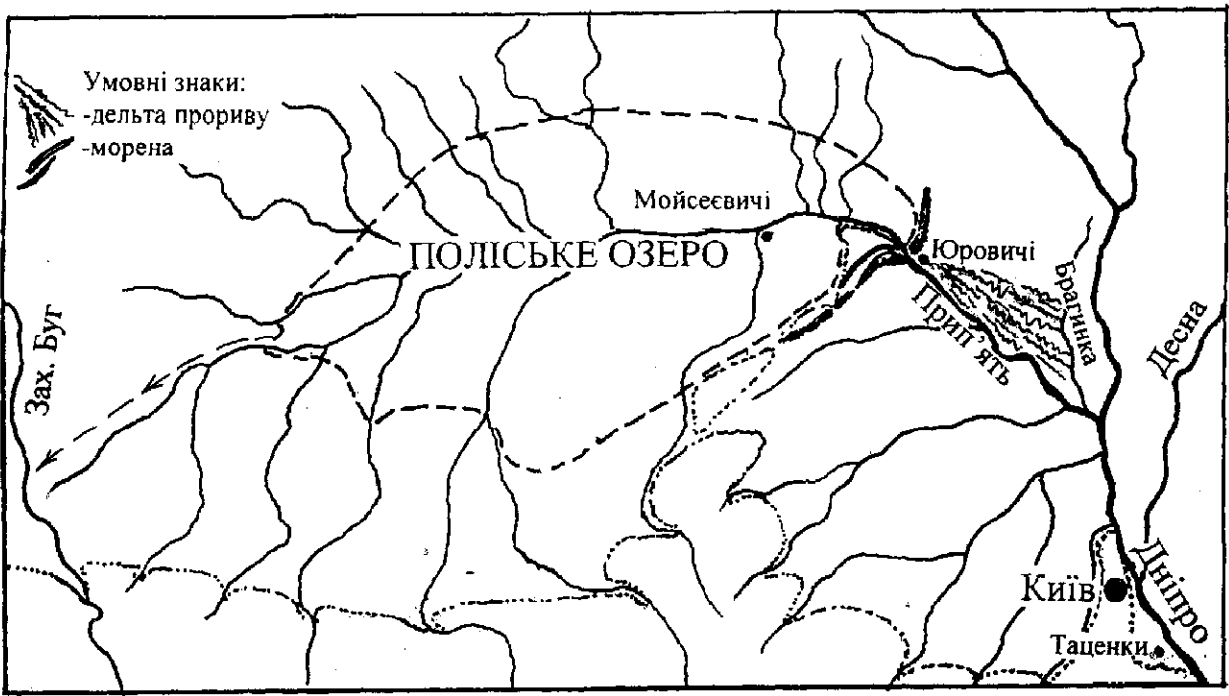 Умовні знаки:
-дельта прориву
-морена
Мойсеєвичі
ПОЛІСЬКЕ ОЗЕРО
Юровичі
Брагинка
Прип`ять
Десна
Зах. Буг
Київ
Дніпро
Таценки